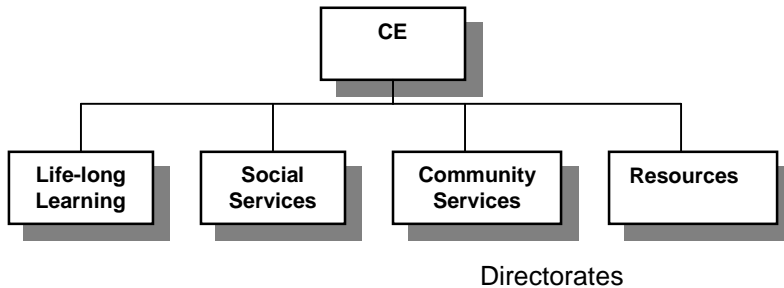 CE
Life-long
Learning
Social
Services
Community
Services
Resources
Directorates